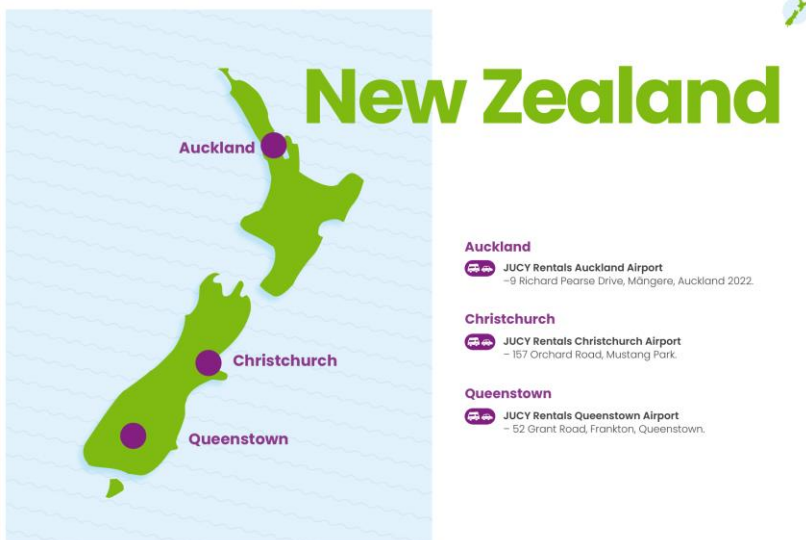 New Zealand
Auckland
Christchurch
Queenstown
Auckland
JUCY Rentals Auckland Airport
–9 Richard Pearse Drive, Māngere, Auckland 2022.
Christchurch
JUCY Rentals Christchurch Airport
– 157 Orchard Road, Mustang Park.
Queenstown
JUCY Rentals Queenstown Airport
– 52 Grant Road, Frankton, Queenstown.